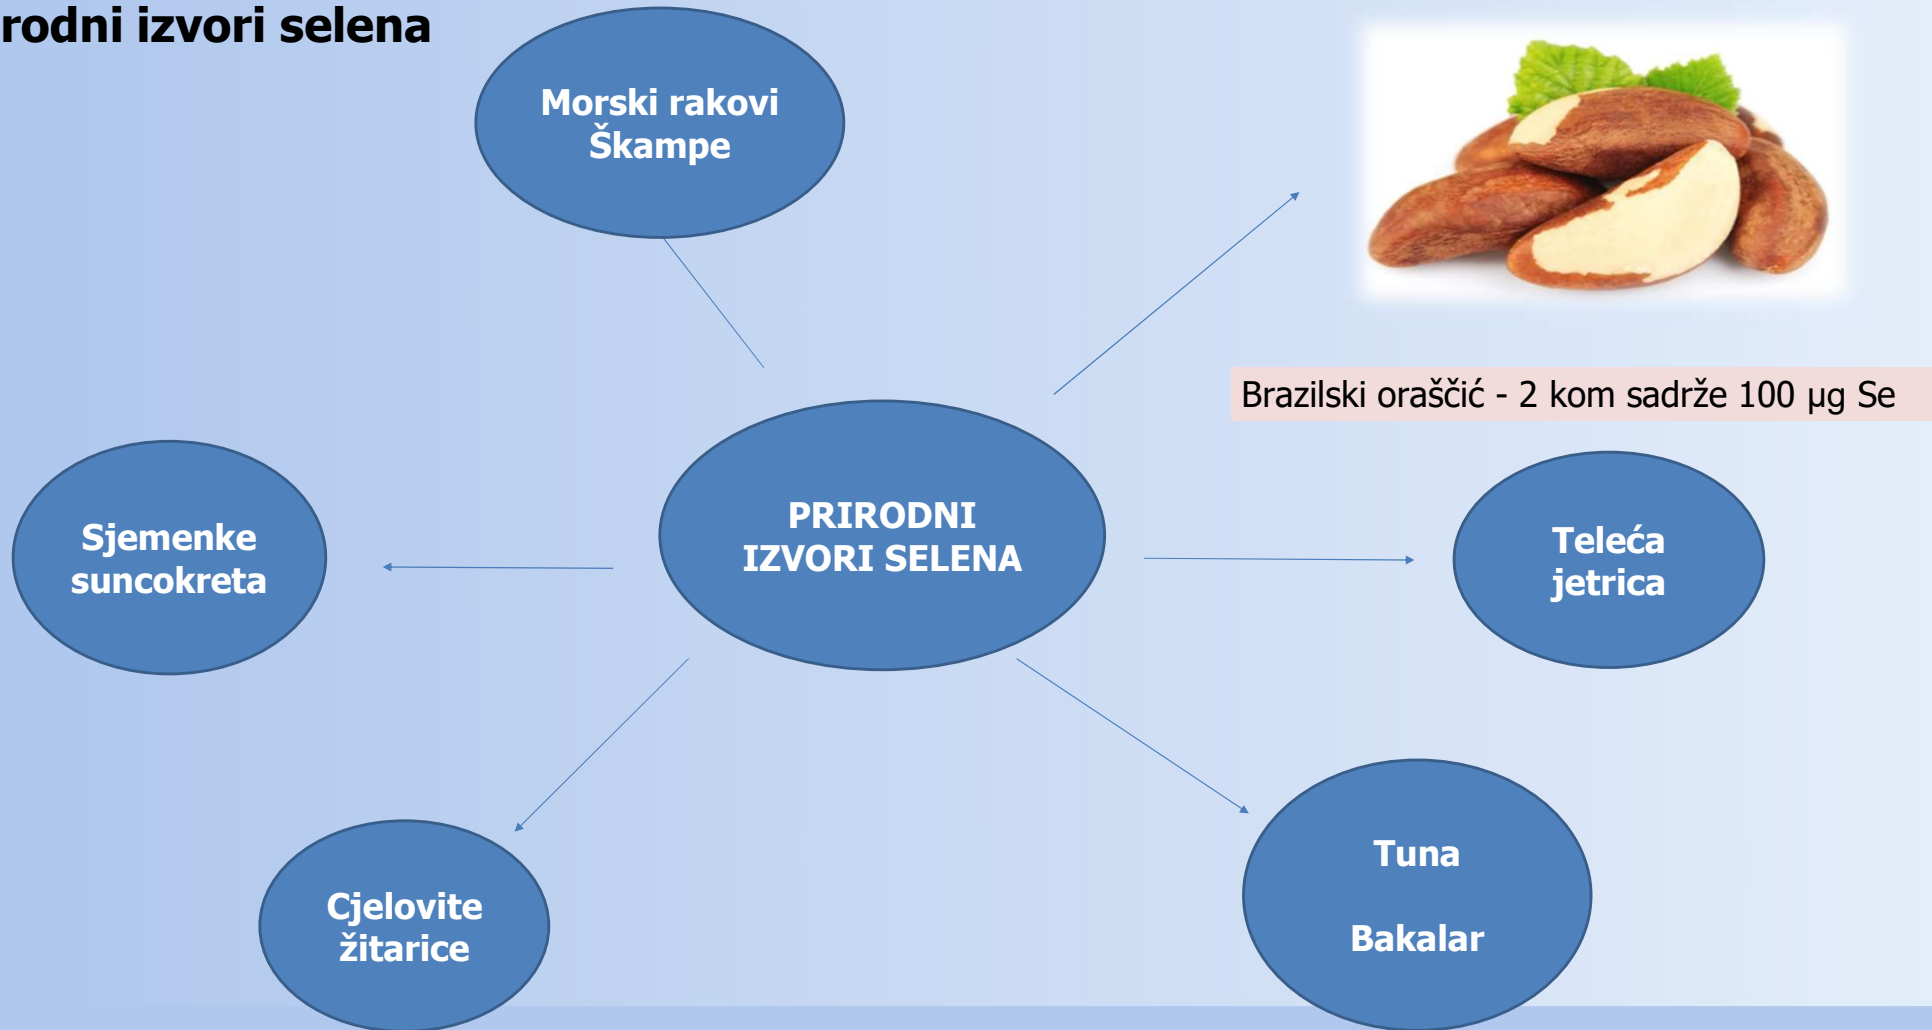 rodni izvori selena
Morski rakovi
Škampe
Brazilski oraščić - 2 kom sadrže 100 µg Se
PRIRODNI
IZVORI SELENA
Sjemenke
suncokreta
Teleća
jetrica
Cjelovite
žitarice
Tuna
Bakalar